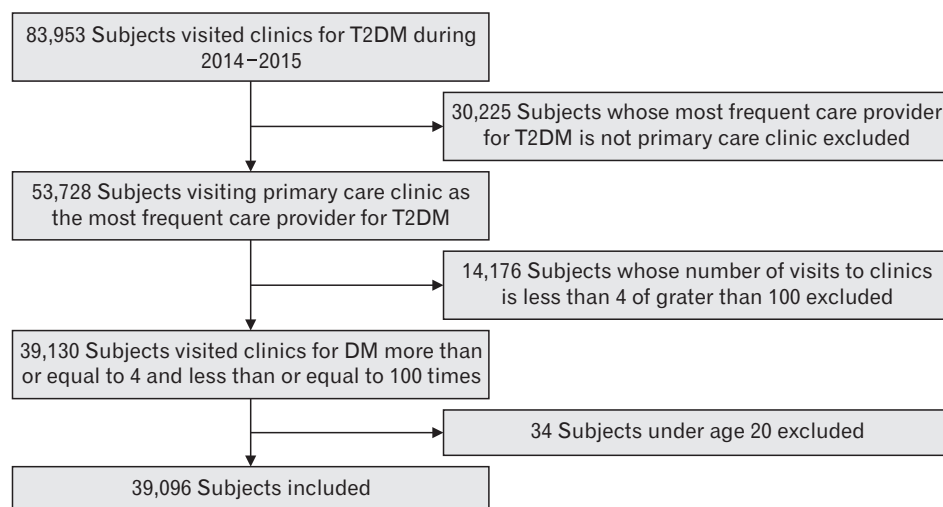 83,953 Subjects visited clinics for T2DM during
2014–2015
30,225 Subjects whose most frequent care provider
for T2DM is not primary care clinic excluded
53,728 Subjects visiting primary care clinic as
the most frequent care provider for T2DM
14,176 Subjects whose number of visits to clinics
is less than 4 of grater than 100 excluded
39,130 Subjects visited clinics for DM more than
or equal to 4 and less than or equal to 100 times
34 Subjects under age 20 excluded
39,096 Subjects included